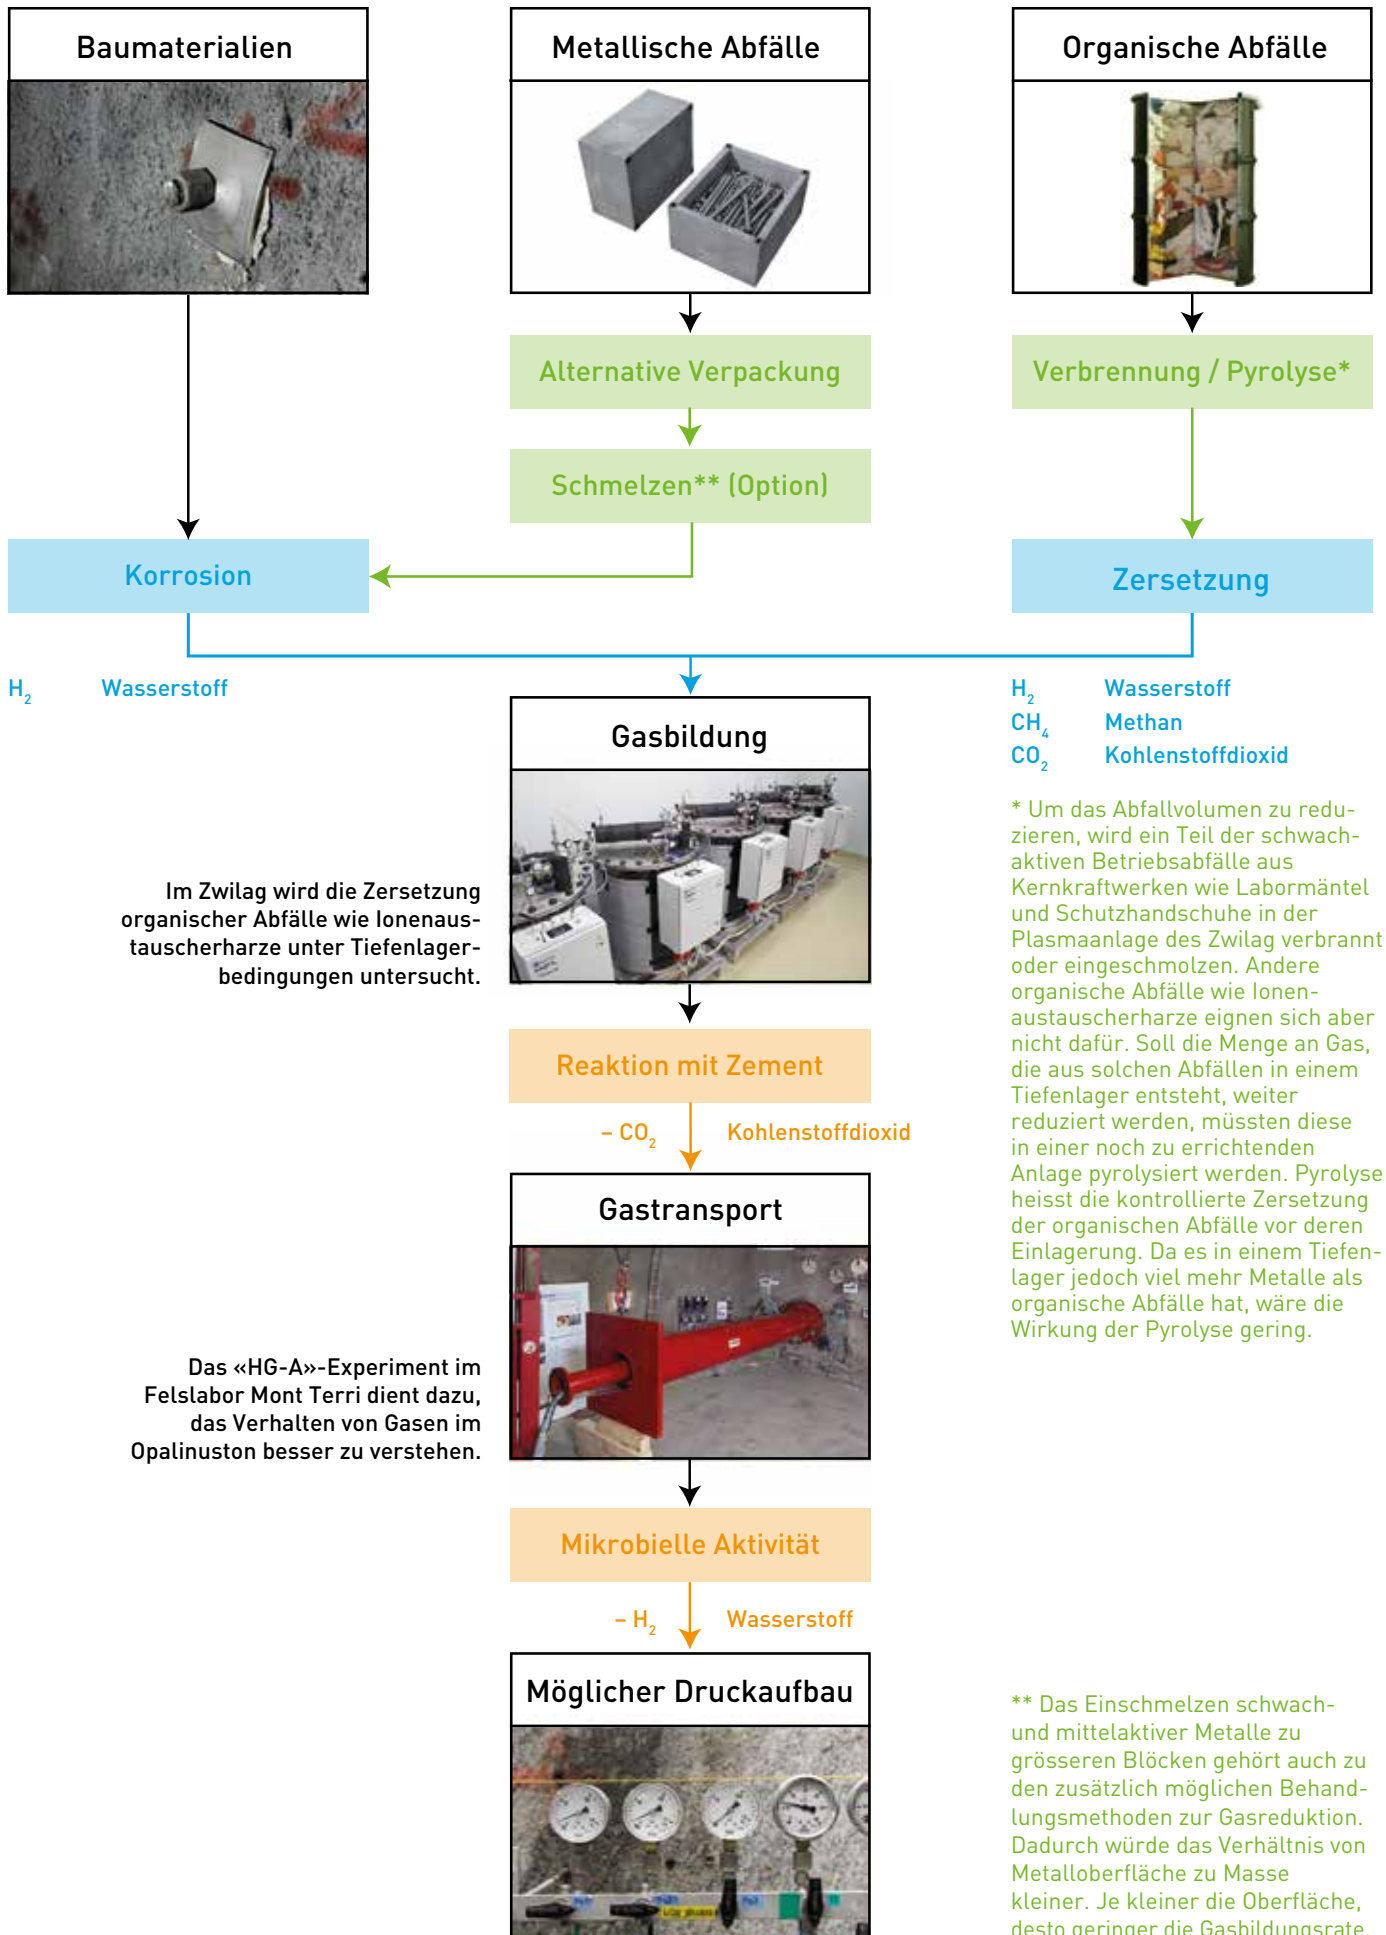 Baumaterialien
Metallische Abfälle
Organische Abfälle
Alternative Verpackung
Verbrennung / Pyrolyse*
Schmelzen** (Option)
Korrosion
Zersetzung
H₂ Wasserstoff
H₂ Wasserstoff
CH₄ Methan
CO₂ Kohlenstoffdioxid
Gasbildung
Im Zwilag wird die Zersetzung
organischer Abfälle wie Ionenaus-
tauscherharze unter Tiefenlager-
bedingungen untersucht.
* Um das Abfallvolumen zu redu-
zieren, wird ein Teil der schwach-
aktiven Betriebsabfälle aus
Kernkraftwerken wie Labormäntel
und Schutzhandschuhe in der
Plasmaanlage des Zwilag verbrannt
oder eingeschmolzen. Andere
organische Abfälle wie Ionen-
austauscherharze eignen sich aber
nicht dafür. Soll die Menge an Gas,
die aus solchen Abfällen in einem
Tiefenlager entsteht, weiter
reduziert werden, müssten diese
in einer noch zu errichtenden
Anlage pyrolysiert werden. Pyrolyse
heisst die kontrollierte Zersetzung
der organischen Abfälle vor deren
Einlagerung. Da es in einem Tiefen-
lager jedoch viel mehr Metalle als
organische Abfälle hat, wäre die
Wirkung der Pyrolyse gering.
Reaktion mit Zement
– CO₂ Kohlenstoffdioxid
Gastransport
Das «HG-A»-Experiment im
Felslabor Mont Terri dient dazu,
das Verhalten von Gasen im
Opalinuston besser zu verstehen.
Mikrobielle Aktivität
– H₂ Wasserstoff
Möglicher Druckaufbau
** Das Einschmelzen schwach-
und mittelaktiver Metalle zu
grösseren Blöcken gehört auch zu
den zusätzlich möglichen Behand-
lungsmethoden zur Gasreduktion.
Dadurch würde das Verhältnis von
Metalloberfläche zu Masse
kleiner. Je kleiner die Oberfläche,
desto geringer die Gasbildungsrate.